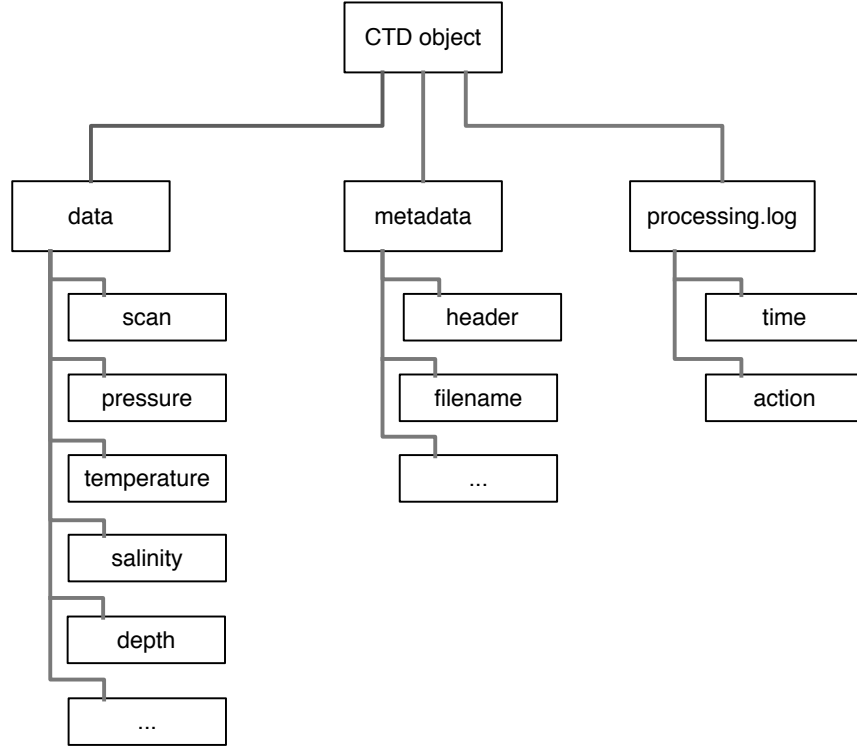 CTD object
data
metadata
processing.log
scan
header
time
pressure
filename
action
temperature
...
salinity
depth
...